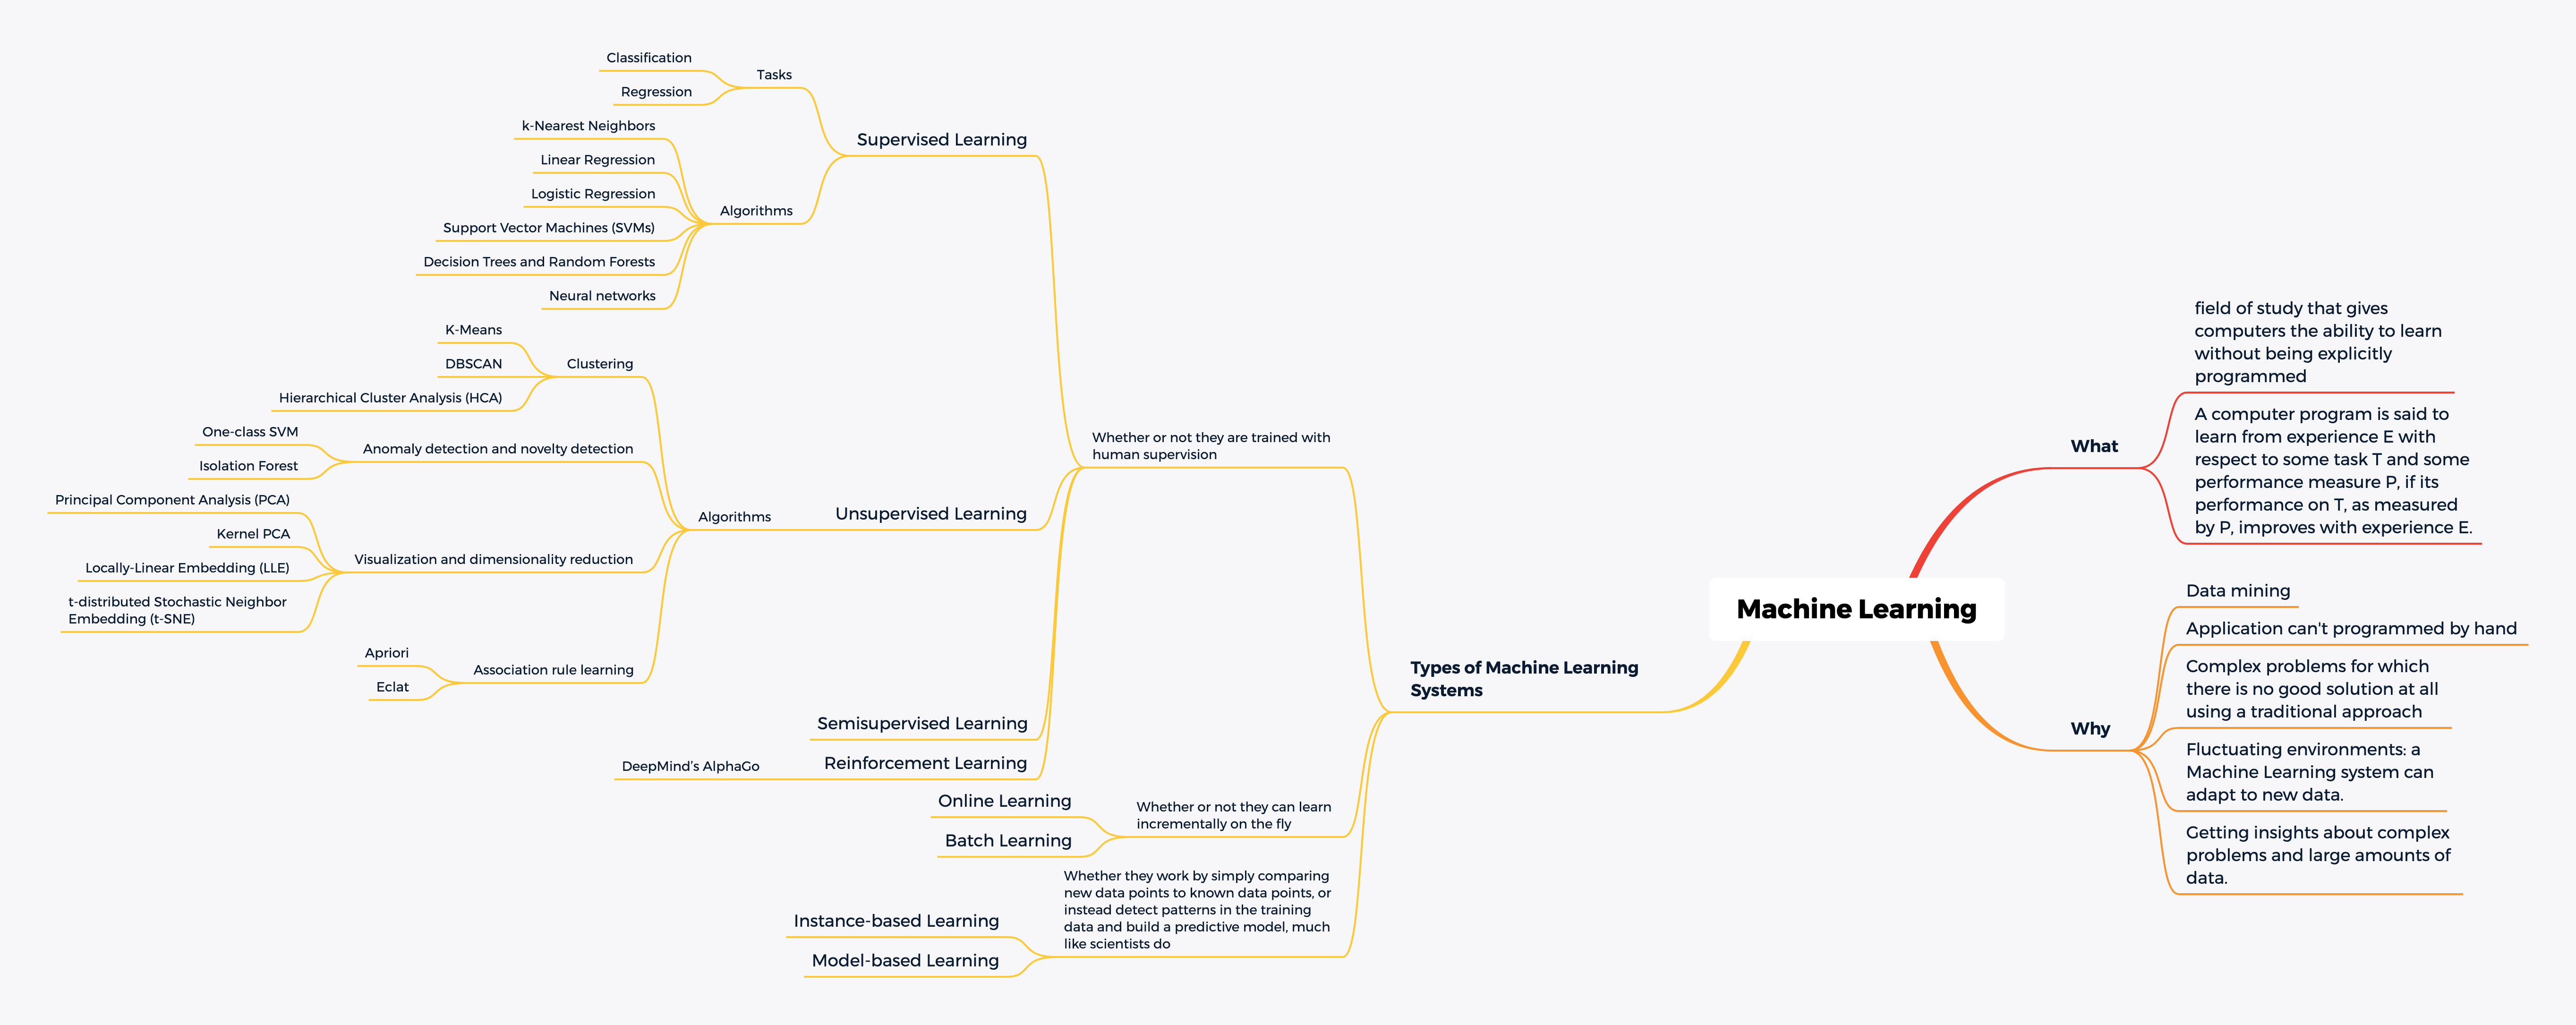 Machine Learning
What
field of study that gives
computers the ability to learn
without being explicitly
programmed
A computer program is said to
learn from experience E with
respect to some task T and some
performance measure P, if its
performance on T, as measured
by P, improves with experience E.
Why
Data mining
Application can't programmed by hand
Complex problems for which
there is no good solution at all
using a traditional approach
Fluctuating environments: a
Machine Learning system can
adapt to new data.
Getting insights about complex
problems and large amounts of
data.
Types of Machine Learning
Systems
Whether or not they are trained with
human supervision
Supervised Learning
Tasks
Classification
Regression
Algorithms
k-Nearest Neighbors
Linear Regression
Logistic Regression
Support Vector Machines (SVMs)
Decision Trees and Random Forests
Neural networks
Unsupervised Learning
Algorithms
Clustering
K-Means
DBSCAN
Hierarchical Cluster Analysis (HCA)
Anomaly detection and novelty detection
One-class SVM
Isolation Forest
Visualization and dimensionality reduction
Principal Component Analysis (PCA)
Kernel PCA
Locally-Linear Embedding (LLE)
t-distributed Stochastic Neighbor
Embedding (t-SNE)
Association rule learning
Apriori
Eclat
Semisupervised Learning
Reinforcement Learning
DeepMind's AlphaGo
Whether or not they can learn
incrementally on the fly
Online Learning
Batch Learning
Whether they work by simply comparing
new data points to known data points, or
instead detect patterns in the training
data and build a predictive model, much
like scientists do
Instance-based Learning
Model-based Learning